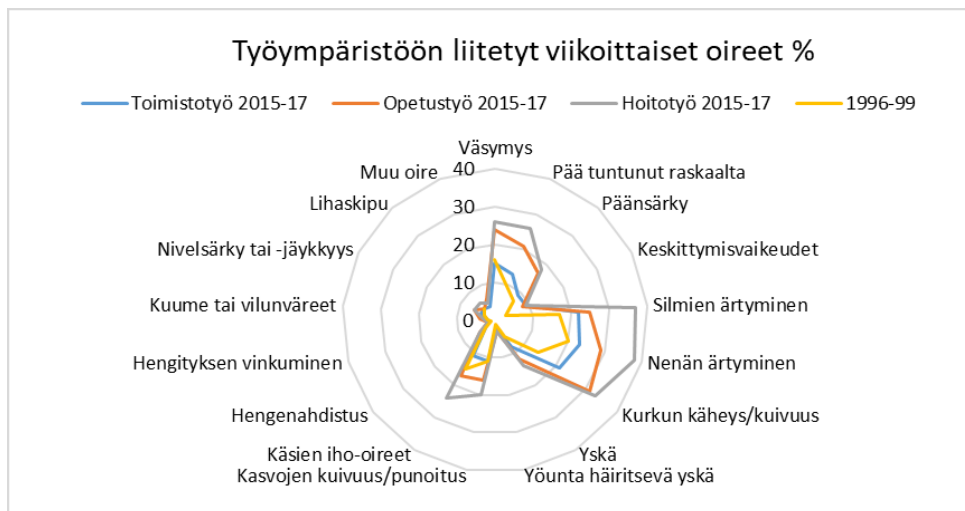 Työympäristöön liitetyt viikoittaiset oireet %
Toimistotyö 2015-17 Opetustyö 2015-17 Hoitotyö 2015-17 1996-99
Väsymys
Pää tuntunut raskaalta
Päänsärky
Keskittymisvaikeudet
Silmien ärtyminen
Nenän ärtyminen
Kurkun käheys/kuivuus
Yskä
Yöunta häiritsevä yskä
Kasvojen kuivuus/punoitus
Käsien iho-oireet
Hengenahdistus
Hengityksen vinkuminen
Kuume tai vilunväreet
Nivelsärky tai -jäykkyys
Lihaskipu
Muu oire
40
30
20
10
0